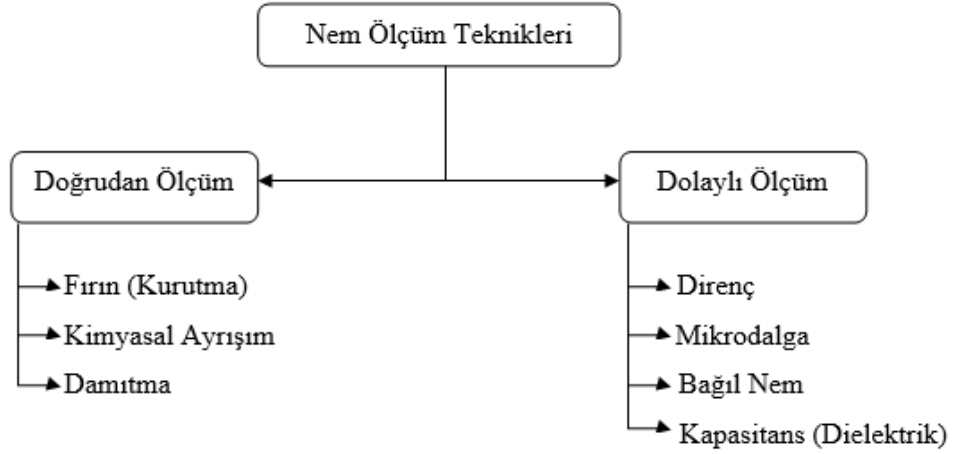 Nem Ölçüm Teknikleri
Doğrudan Ölçüm
Fırın (Kurutma)
Kimyasal Ayrışım
Damıtma
Dolaylı Ölçüm
Direnç
Mikrodalga
Bağıl Nem
Kapasitans (Dielektrik)